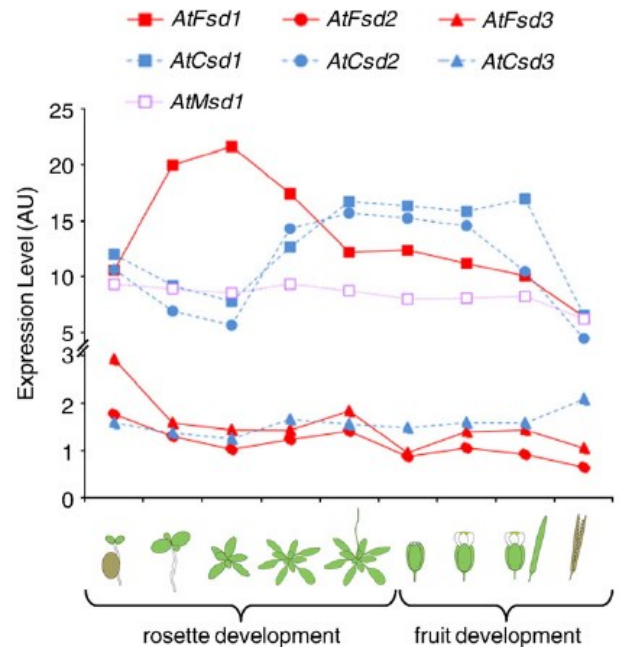 AtFsd1 AtFsd2 AtFsd3
AtCsd1 AtCsd2 AtCsd3
AtMsd1
25
20
15
10
5
3
2
1
0
Expression Level (AU)
rosette development fruit development